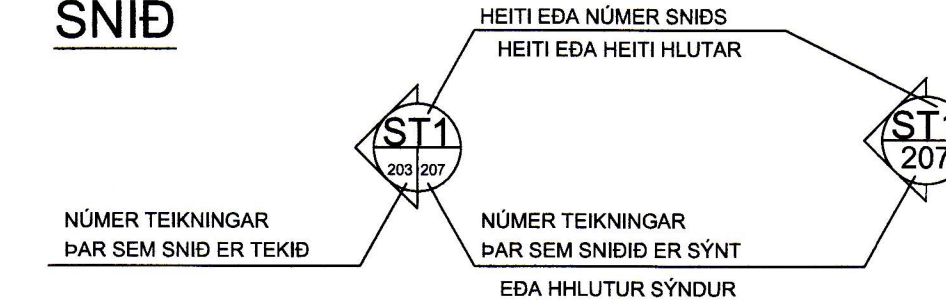 SNIÐ
HEITI EÐA NÚMER SNIÐS
HEITI EÐA HEITI HLUTAR
ST1
203 207
ST1
207
NÚMER TEIKNINGAR
ÞAR SEM SNIÐ ER TEKIÐ
NÚMER TEIKNINGAR
ÞAR SEM SNIÐIÐ ER SÝNT
EÐA HHLUTUR SÝNDUR